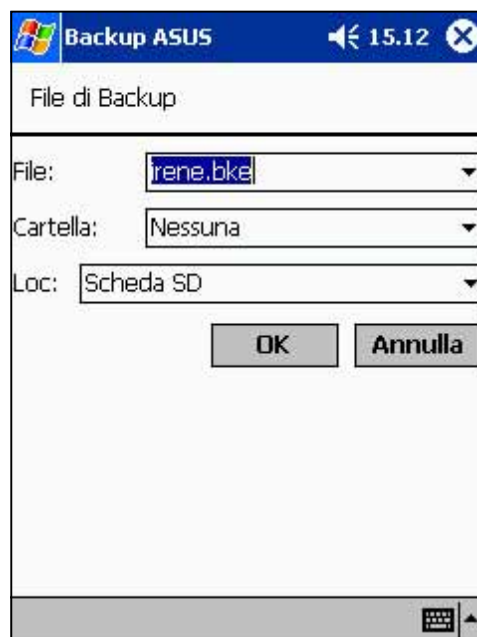 Backup ASUS 15.12
File di Backup
File: irene.bke
Cartella: Nessuna
Loc: Scheda SD
OK Annulla